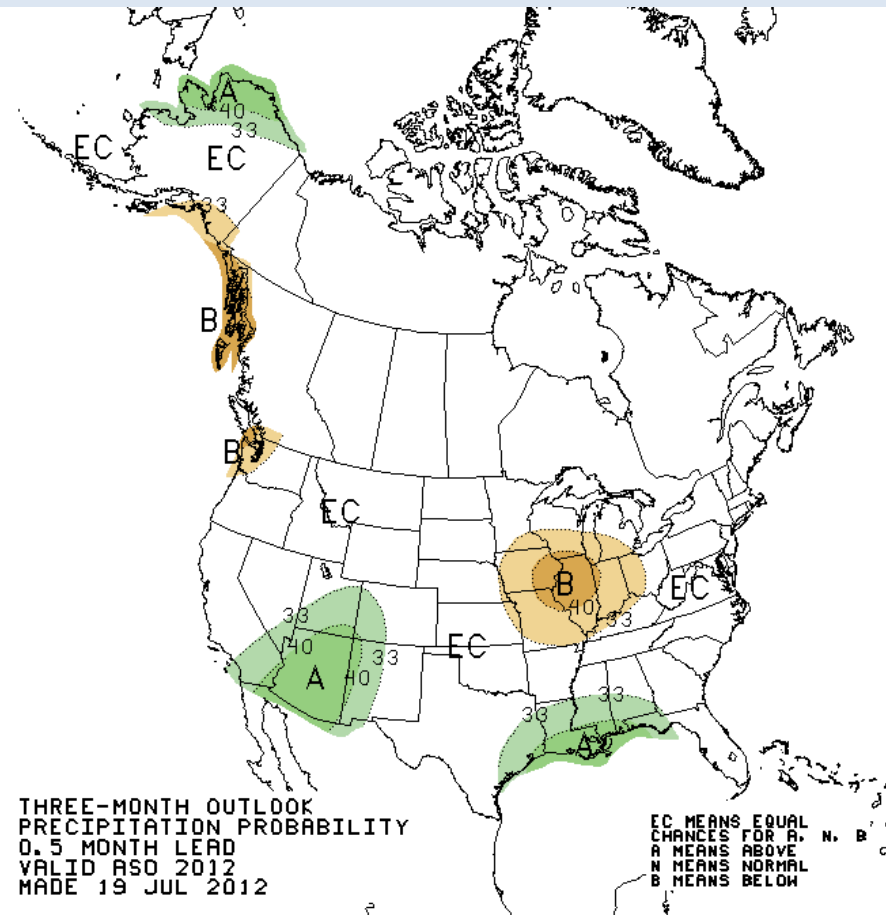 A
40
33
EC
EC
33
B
B
EC
33
40
A
40
33
EC
B
40
33
EC
33
33
A
THREE-MONTH OUTLOOK
PRECIPITATION PROBABILITY
0.5 MONTH LEAD
VALID ASO 2012
MADE 19 JUL 2012
EC MEANS EQUAL
CHANCES FOR A, N, B
A MEANS ABOVE
N MEANS NORMAL
B MEANS BELOW